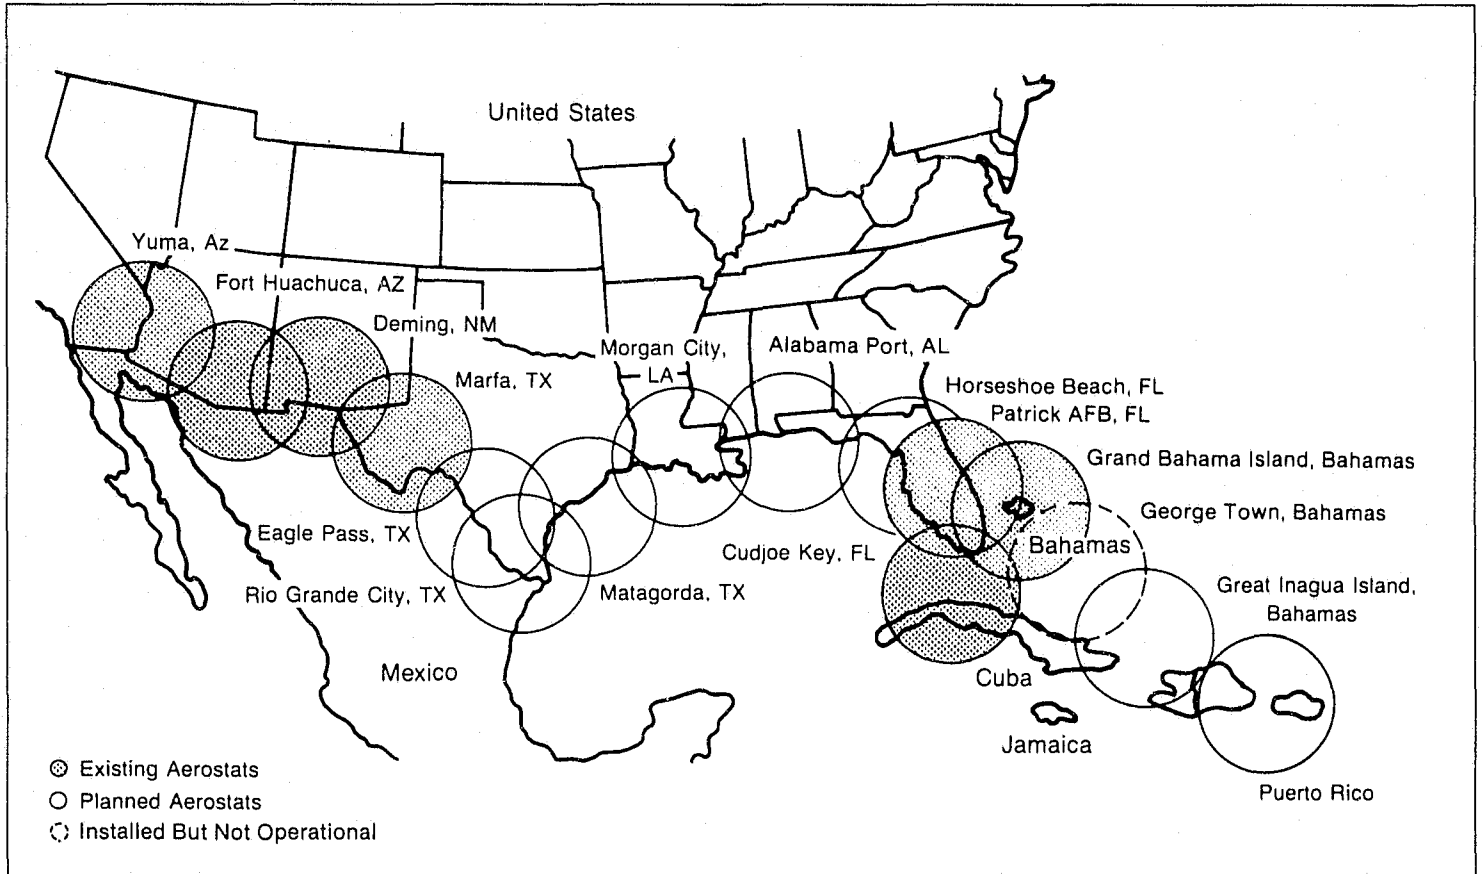 United States
Yuma, Az
Fort Huachuca, AZ
Deming, NM
Morgan City,
LA
Alabama Port, AL
Marfa, TX
Horseshoe Beach, FL
Patrick AFB, FL
Grand Bahama Island, Bahamas
George Town, Bahamas
Eagle Pass, TX
Cudjoe Key, FL
Bahamas
Rio Grande City, TX
Matagorda, TX
Great Inagua Island,
Bahamas
Mexico
Cuba
Jamaica
Puerto Rico
Existing Aerostats
Planned Aerostats
Installed But Not Operational